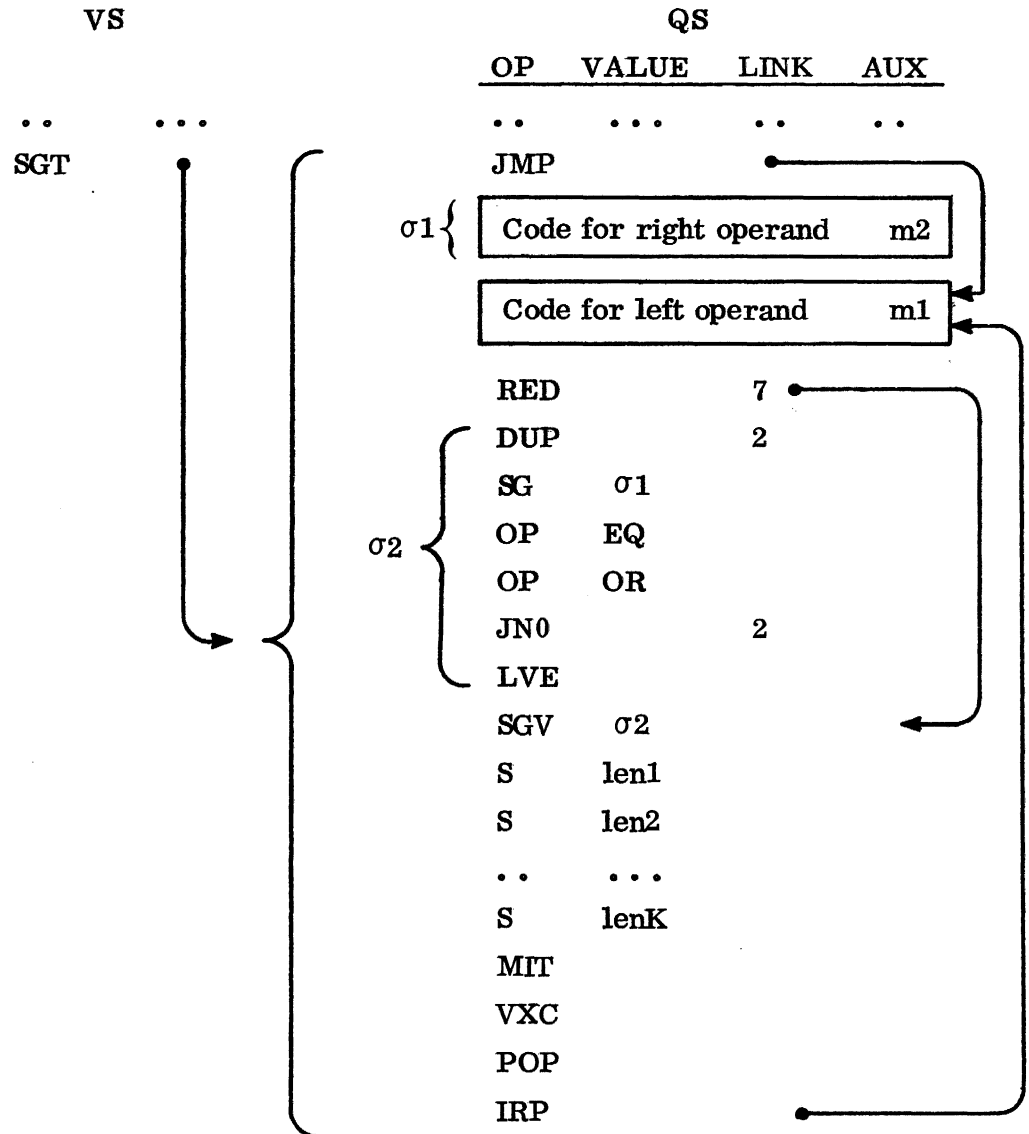 VS QS
OP VALUE LINK AUX
.. ... .. ... .. ..
SGT JMP
σ1 { Code for right operand m2
Code for left operand m1
RED 7
DUP 2
SG σ1
σ2 OP EQ
OP OR
JN0 2
LVE
SGV σ2
S len1
S len2
.. ...
S lenK
MIT
VXC
POP
IRP